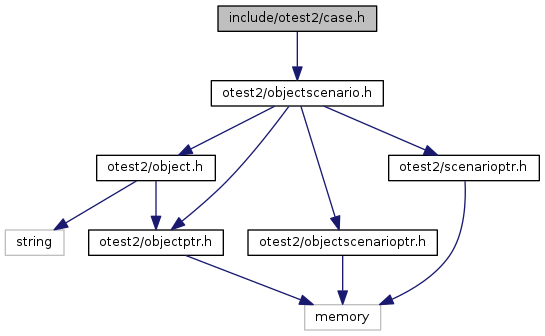 include/otest2/case.h
otest2/objectscenario.h
otest2/object.h
otest2/scenarioptr.h
string
otest2/objectptr.h
otest2/objectscenarioptr.h
memory